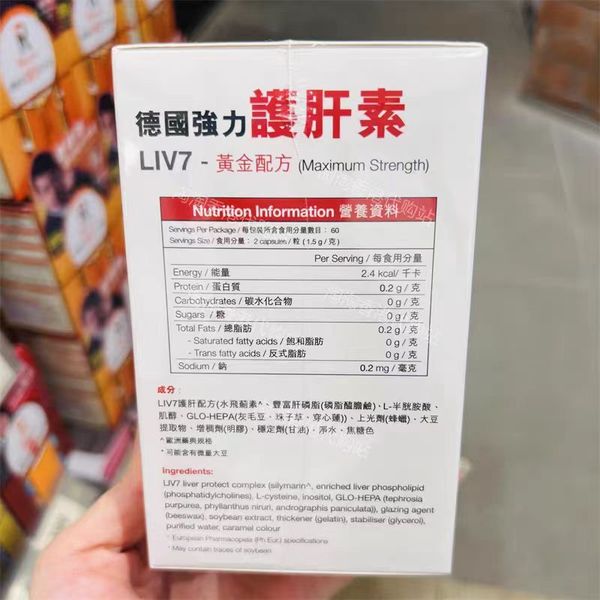 德國強力護肝素
LIV7 - 黃金配方 (Maximum Strength)
Nutrition Information 營養資料
Servings Per Package / 每包裝所含食用分量數目：60
Servings Size / 食用分量：2 capsules / 粒 (1.5 g / 克)
Per Serving / 每食用分量
Energy / 能量 2.4 kcal / 千卡
Protein / 蛋白質 0.2 g / 克
Carbohydrates / 碳水化合物 0 g / 克
Sugars / 糖 0 g / 克
Total Fats / 總脂肪 0.2 g / 克
- Saturated fatty acids / 飽和脂肪 0 g / 克
- Trans fatty acids / 反式脂肪 0 g / 克
Sodium / 鈉 0.2 mg / 毫克
成分：
LIV7護肝配方(水飛薊素^、豐富肝磷脂(磷脂醯膽鹼)、L-半胱胺酸、
肌醇、GLO-HEPA(灰毛豆、珠子草、穿心蓮))、上光劑(蜂蠟)、大豆
提取物、增稠劑(明膠)、穩定劑(甘油)、淨水、焦糖色
^ 歐洲藥典規格
* 可能含有微量大豆
Ingredients:
LIV7 liver protect complex (silymarin^, enriched liver phospholipid
(phosphatidylcholines), L-cysteine, inositol, GLO-HEPA (tephrosia
purpurea, phyllanthus niruri, andrographis paniculata)), glazing agent
(beeswax), soybean extract, thickener (gelatin), stabiliser (glycerol),
purified water, caramel colour
^ European Pharmacopeia (Ph.Eur.) specifications
* May contain traces of soybean